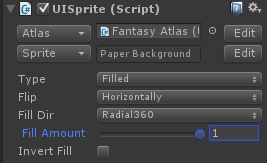 UISprite (Script)
Atlas Fantasy Atlas (U Edit
Sprite Paper Background Edit
Type Filled
Flip Horizontally
Fill Dir Radial360
Fill Amount 1
Invert Fill